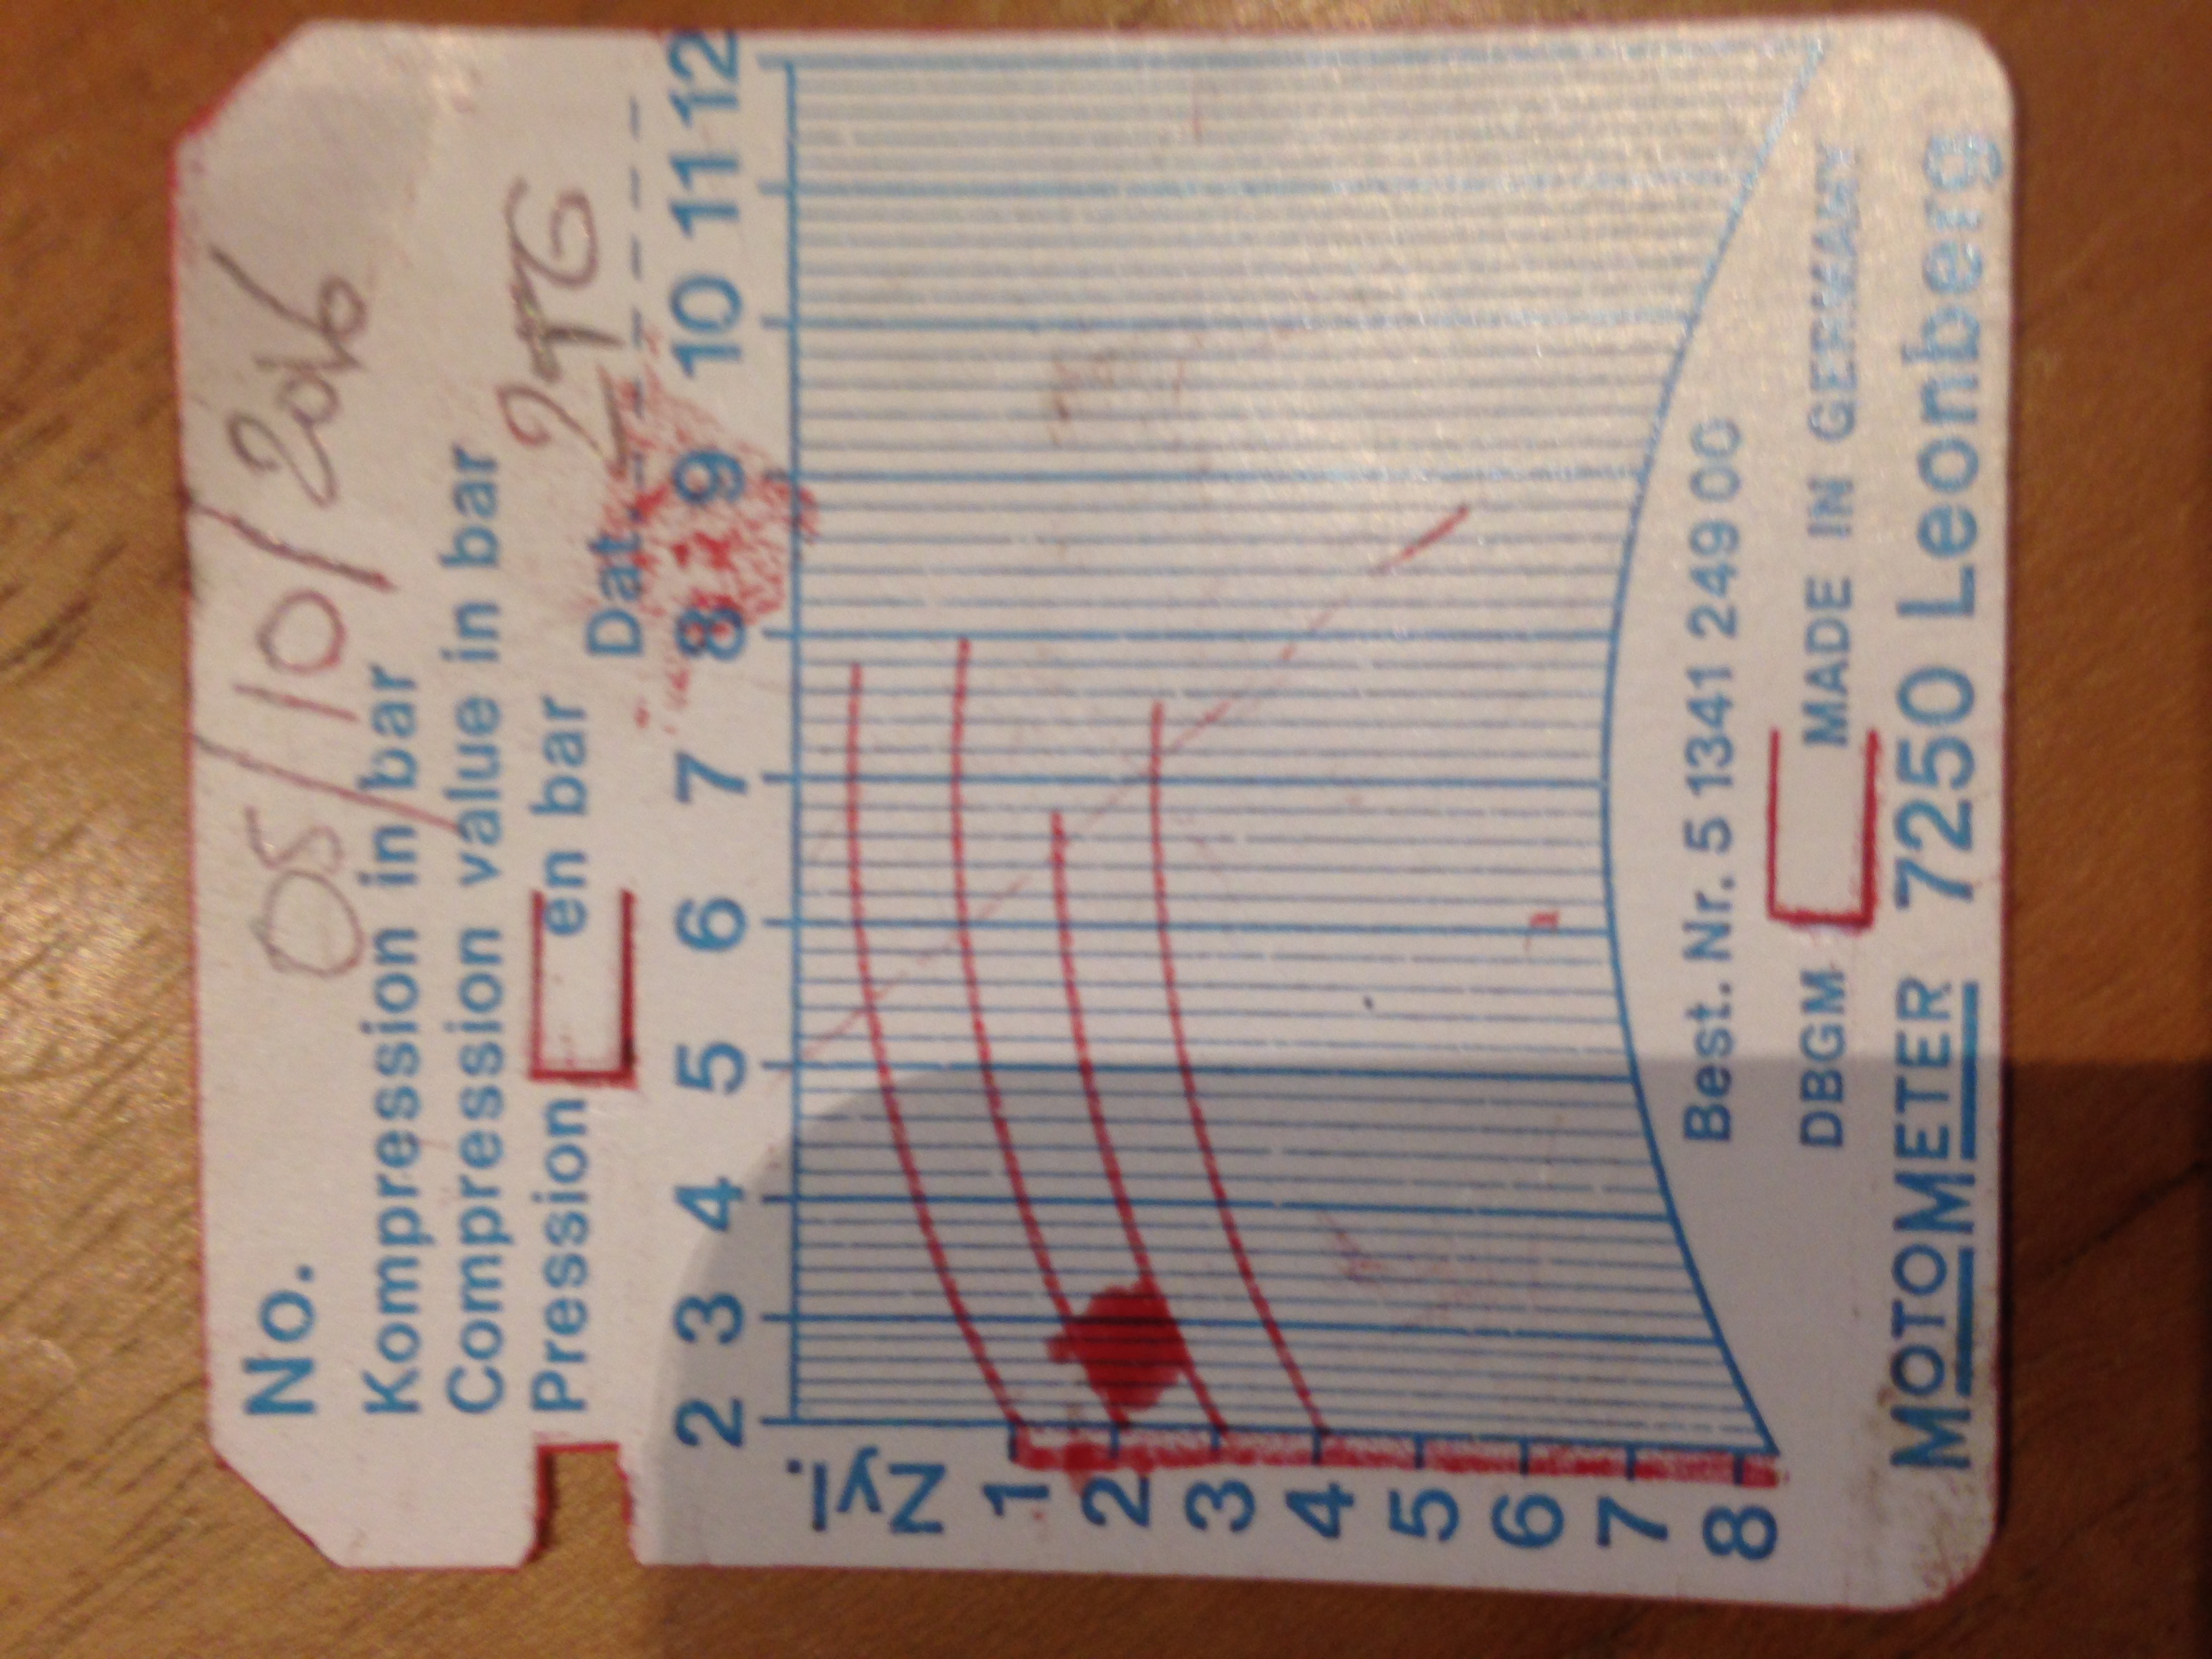 No.
05/10/2016
Kompression in bar
Compression value in bar
Pression en bar
Dat.
2 3 4 5 6 7 8 9 10 11 12
Zyl.
1
2
3
4
5
6
7
8
Best. Nr. 5 1341 249 00
DBGM MADE IN GERMANY
MOTOMETER 7250 Leonberg